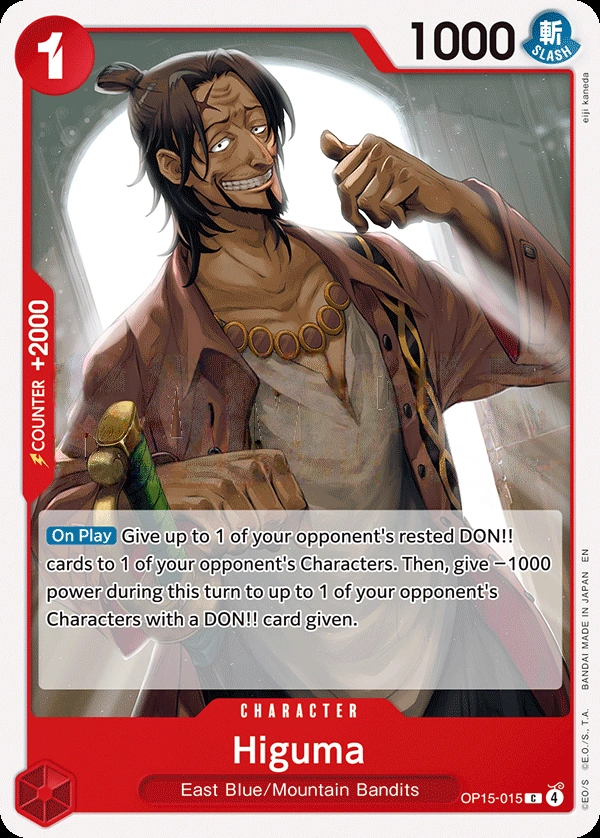 1
1000
斬
SLASH
eiji kaneda
COUNTER +2000
On Play Give up to 1 of your opponent's rested DON!!
cards to 1 of your opponent's Characters. Then, give −1000
power during this turn to up to 1 of your opponent's
Characters with a DON!! card given.
CHARACTER
Higuma
East Blue/Mountain Bandits
OP15-015 C 4
©E.O/S ©E.O./S., T.A. BANDAI MADE IN JAPAN EN